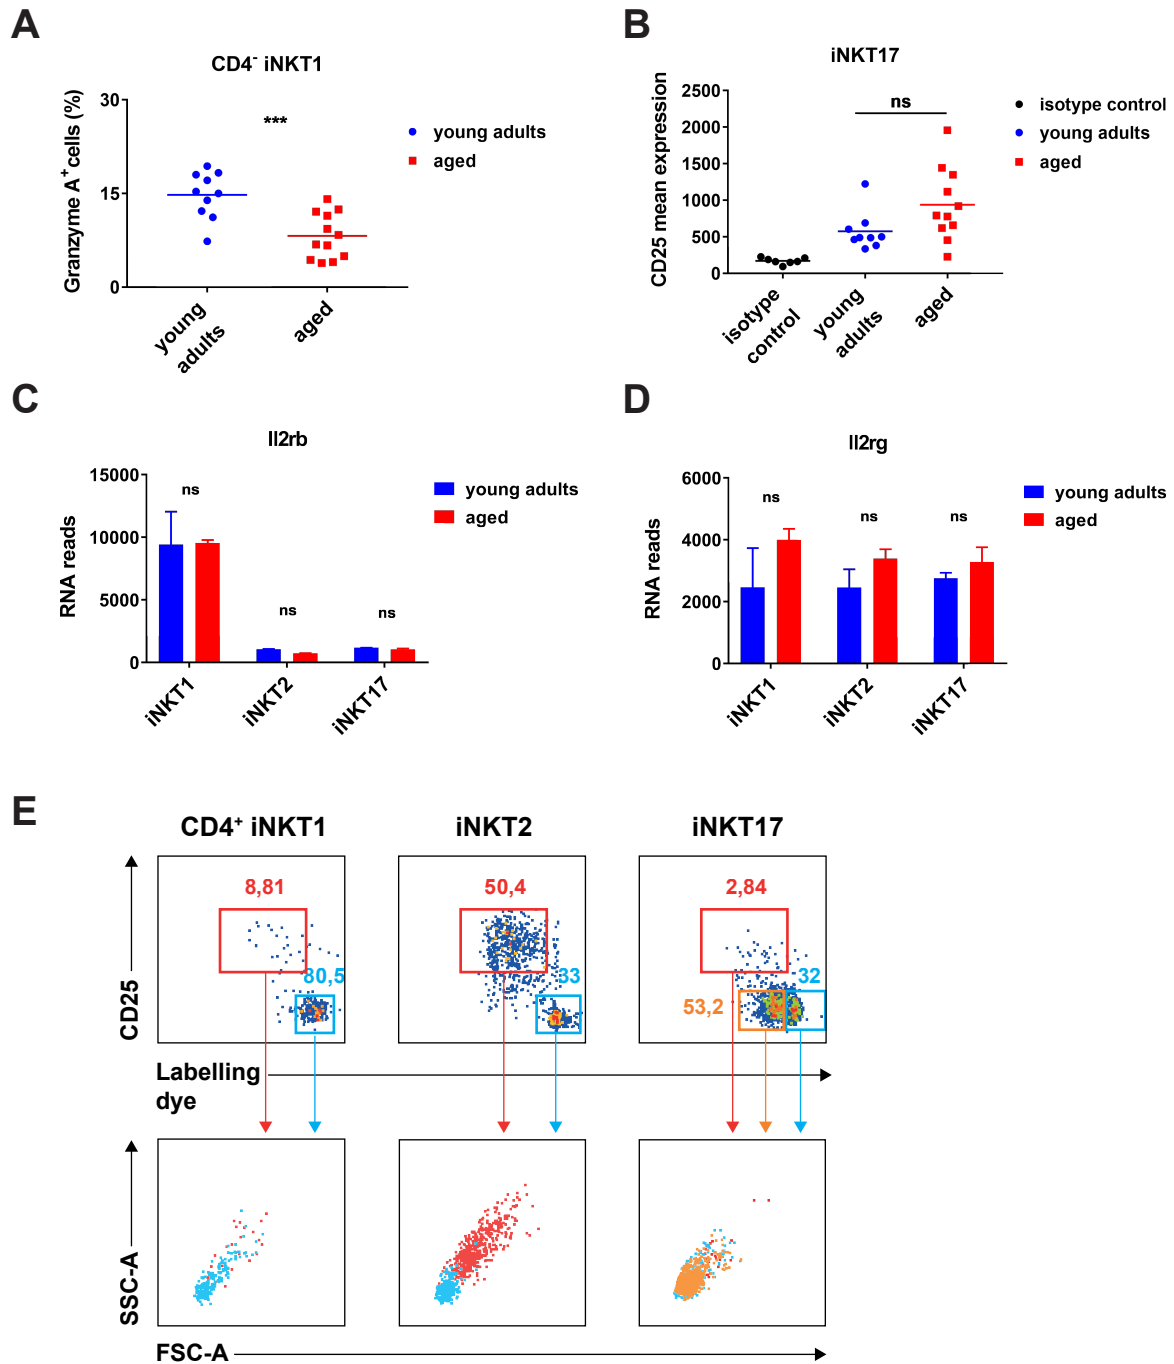 A
CD4- iNKT1
Granzyme A+cells (%)
30
15
0
***
young adults
aged
young
adults
aged
B
iNKT17
CD25 mean expression
2500
2000
1500
1000
500
0
ns
isotype control
young adults
aged
isotype
control
young
adults
aged
C
Il2rb
RNA reads
15000
10000
5000
0
ns
ns
ns
young adults
aged
iNKT1
iNKT2
iNKT17
D
Il2rg
RNA reads
6000
4000
2000
0
ns
ns
ns
young adults
aged
iNKT1
iNKT2
iNKT17
E
CD4+ iNKT1
iNKT2
iNKT17
CD25
8,81
80,5
50,4
33
2,84
32
53,2
Labelling
dye
SSC-A
FSC-A